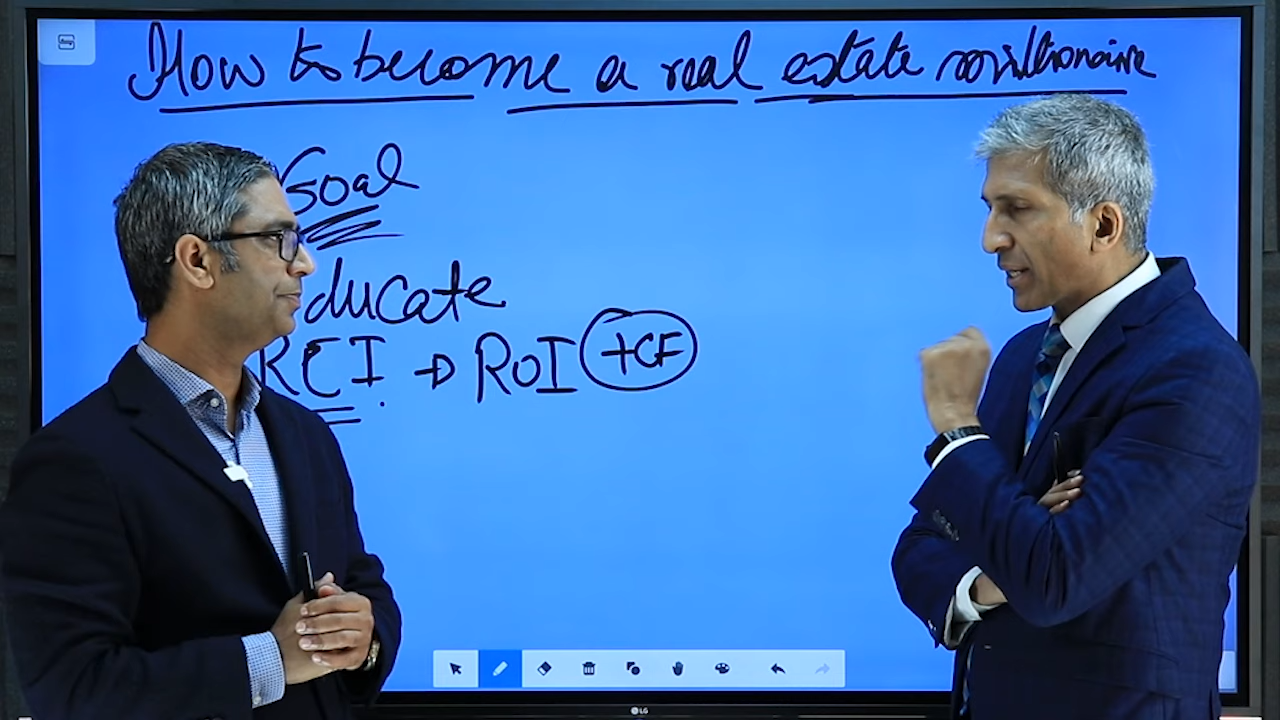 How to become a real estate millionaire
Goal
ducate
REI → ROI +CF
LG